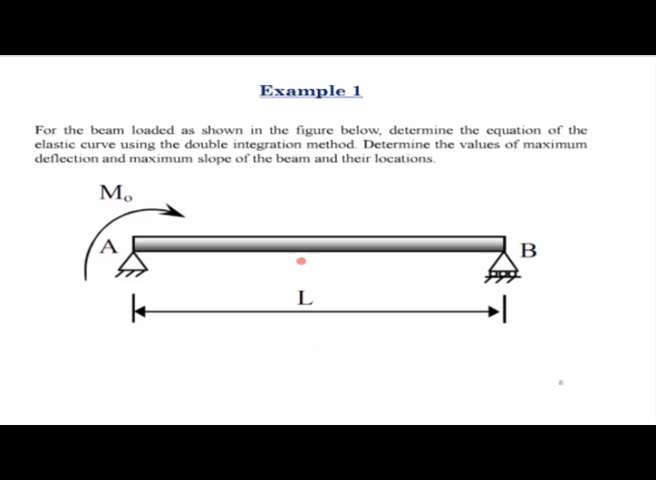 Example 1
For the beam loaded as shown in the figure below, determine the equation of the
elastic curve using the double integration method. Determine the values of maximum
deflection and maximum slope of the beam and their locations.
Mo
A
B
L
8